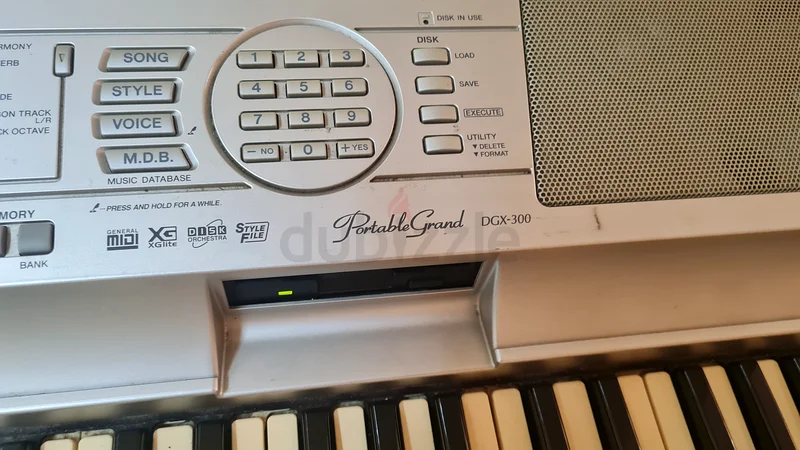 DISK IN USE
DISK
LOAD
SAVE
EXECUTE
UTILITY
▼DELETE
▼FORMAT
SONG
STYLE
VOICE
M.D.B.
MUSIC DATABASE
1 2 3
4 5 6
7 8 9
− NO 0 + YES
RMONY
ERB
DE
ON TRACK
L/R
CK OCTAVE
–PRESS AND HOLD FOR A WHILE.
MORY
BANK
GENERAL
MIDI
XG
XGlite
DISK
ORCHESTRA
STYLE
FILE
PortableGrand DGX-300
dubizzle